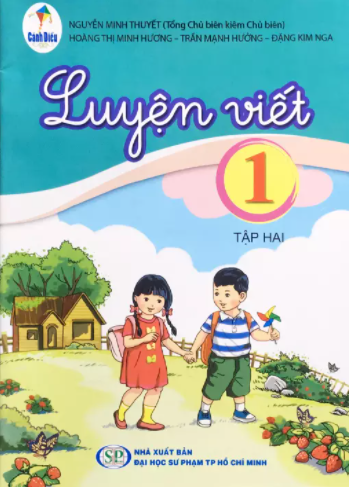 NGUYỄN MINH THUYẾT (Tổng Chủ biên kiêm Chủ biên)
HOÀNG THỊ MINH HƯƠNG – TRẦN MẠNH HƯỞNG – ĐẶNG KIM NGA
Cánh Diều
Luyện viết
1
TẬP HAI
NHÀ XUẤT BẢN
ĐẠI HỌC SƯ PHẠM TP HỒ CHÍ MINH